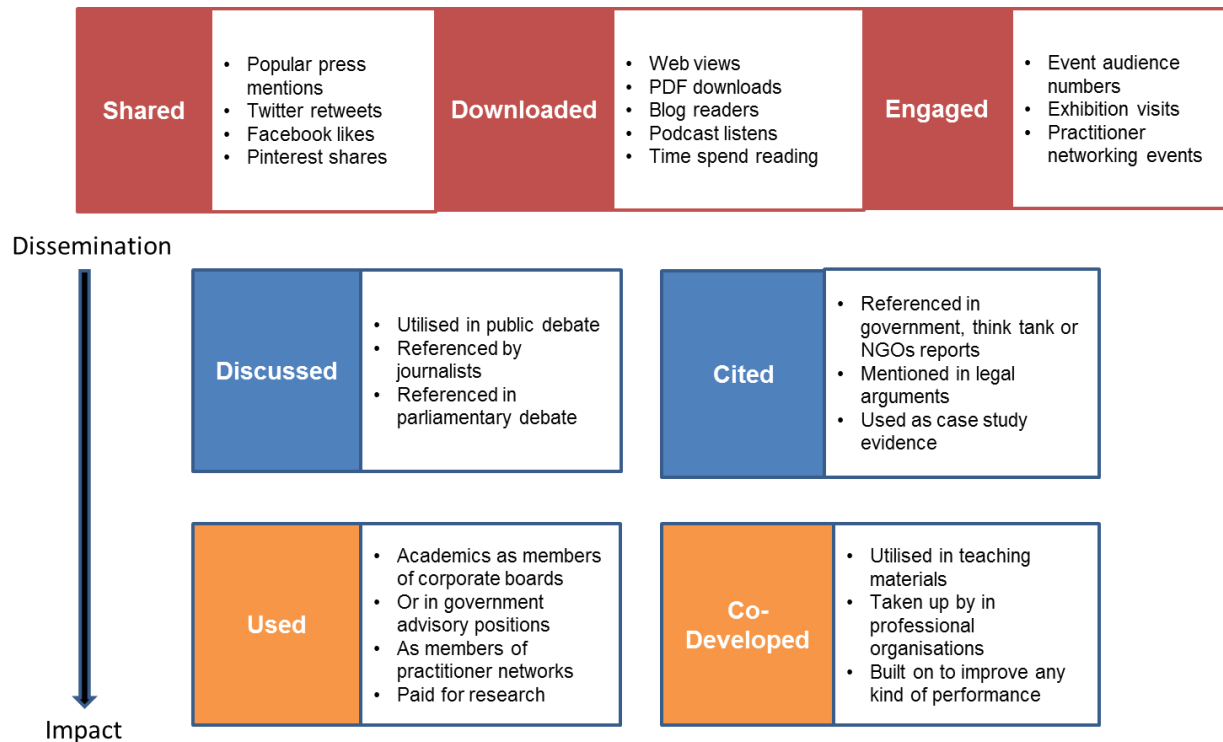 Shared
• Popular press
mentions
• Twitter retweets
• Facebook likes
• Pinterest shares
Downloaded
• Web views
• PDF downloads
• Blog readers
• Podcast listens
• Time spend reading
Engaged
• Event audience
numbers
• Exhibition visits
• Practitioner
networking events
Dissemination
Discussed
• Utilised in public debate
• Referenced by
journalists
• Referenced in
parliamentary debate
Cited
• Referenced in
government, think tank or
NGOs reports
• Mentioned in legal
arguments
• Used as case study
evidence
Used
• Academics as members
of corporate boards
• Or in government
advisory positions
• As members of
practitioner networks
• Paid for research
Co-
Developed
• Utilised in teaching
materials
• Taken up by in
professional
organisations
• Built on to improve any
kind of performance
Impact